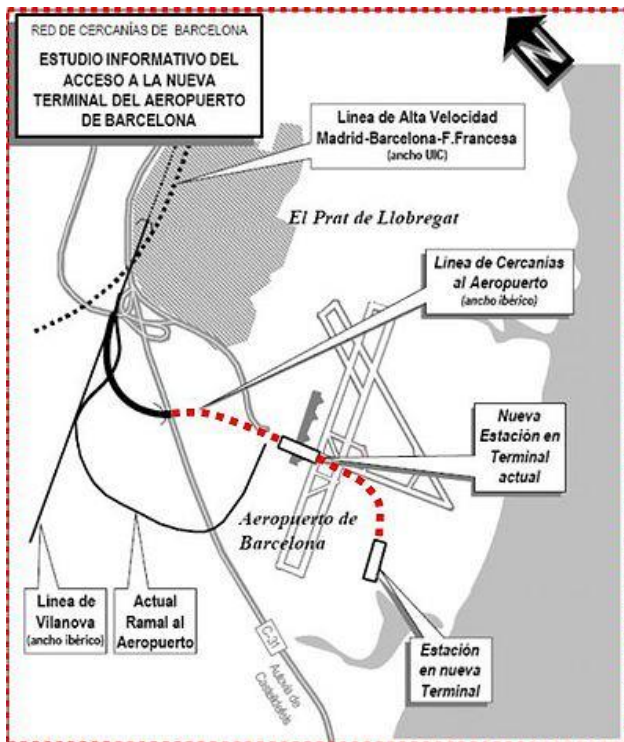 RED DE CERCANÍAS DE BARCELONA
ESTUDIO INFORMATIVO DEL
ACCESO A LA NUEVA
TERMINAL DEL AEROPUERTO
DE BARCELONA
N
Línea de Alta Velocidad
Madrid-Barcelona-F.Francesa
(ancho UIC)
El Prat de Llobregat
Línea de Cercanías
al Aeropuerto
(ancho ibérico)
Nueva
Estación en
Terminal
actual
Aeropuerto de
Barcelona
Línea de
Vilanova
(ancho ibérico)
Actual
Ramal al
Aeropuerto
C-31
Autovía de
Castelldefels
Estación
en nueva
Terminal